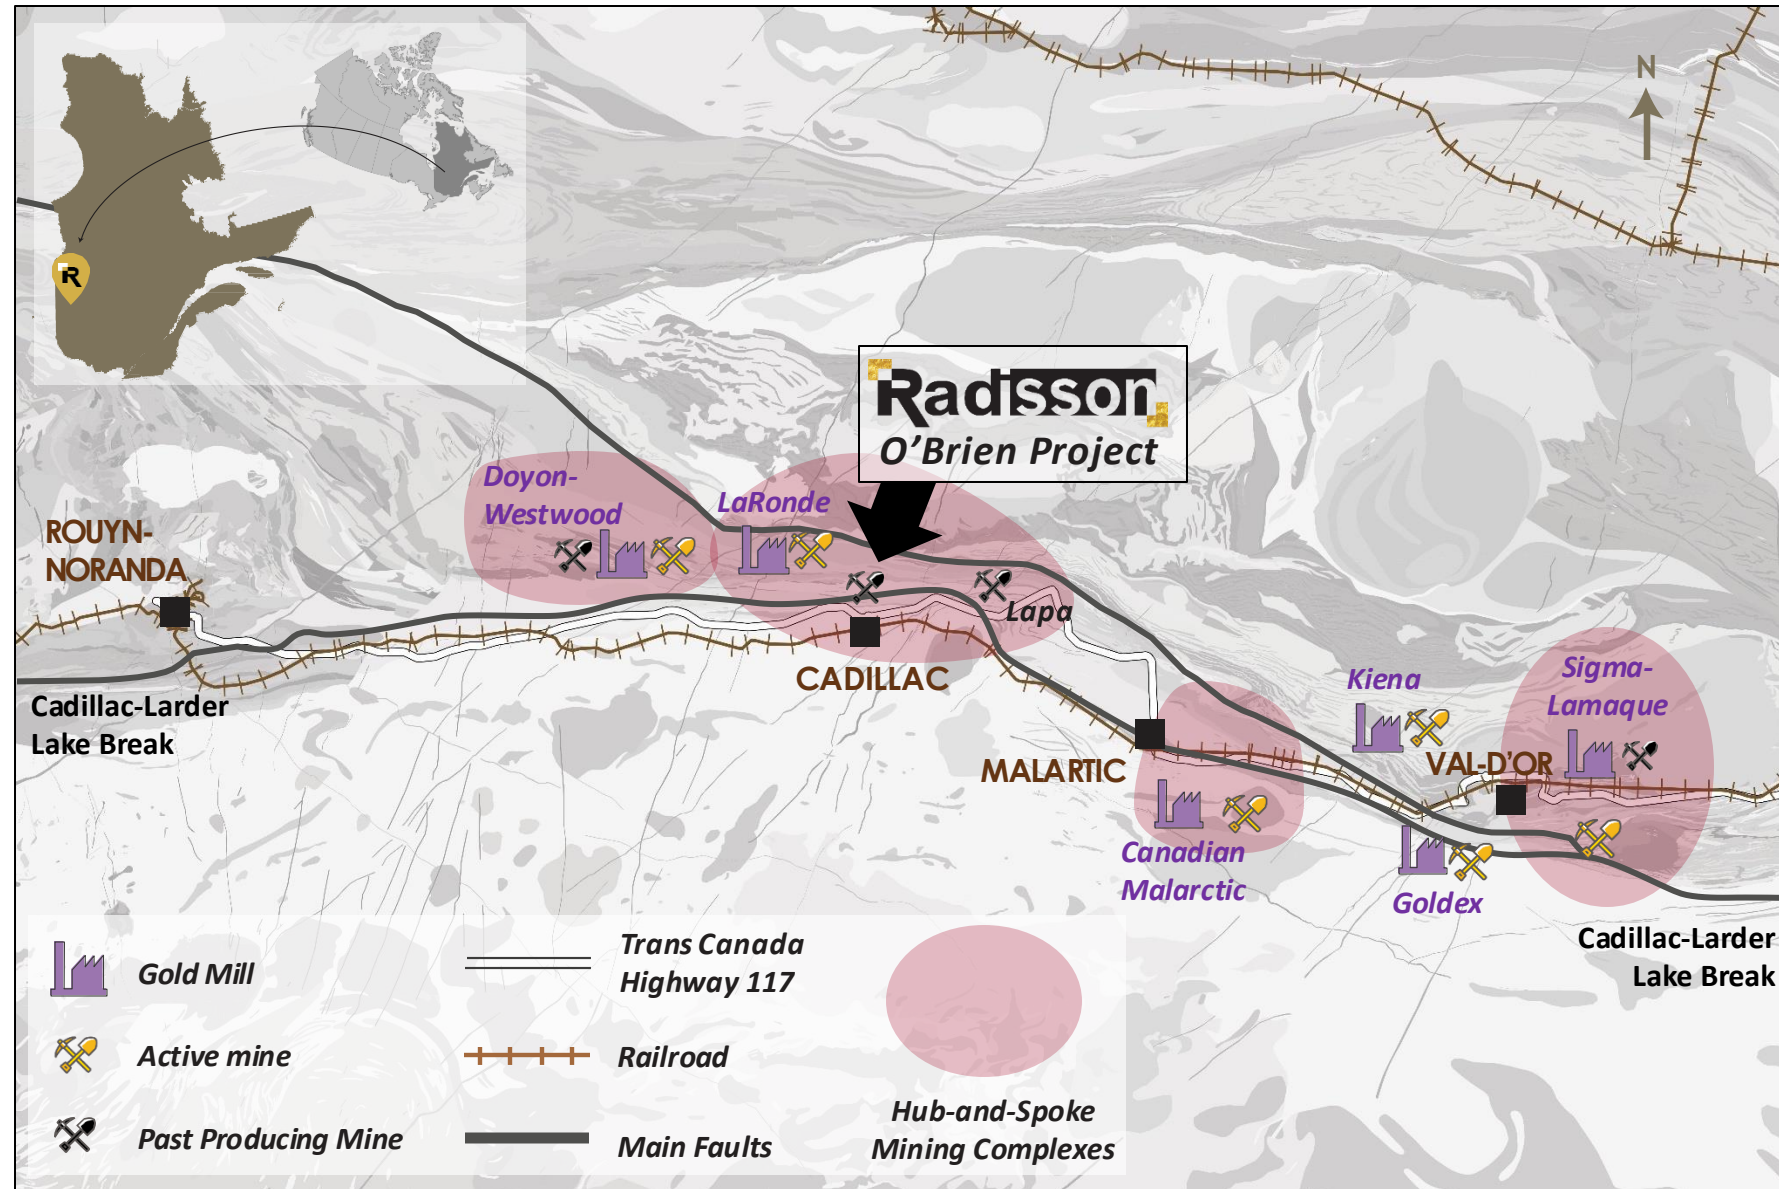 N
R
Radisson
O’Brien Project
Doyon-
Westwood
LaRonde
ROUYN-
NORANDA
Lapa
CADILLAC
Cadillac-Larder
Lake Break
Kiena
Sigma-
Lamaque
MALARTIC
VAL-D’OR
Canadian
Malarctic
Goldex
Cadillac-Larder
Lake Break
Gold Mill
Active mine
Past Producing Mine
Trans Canada
Highway 117
Railroad
Main Faults
Hub-and-Spoke
Mining Complexes